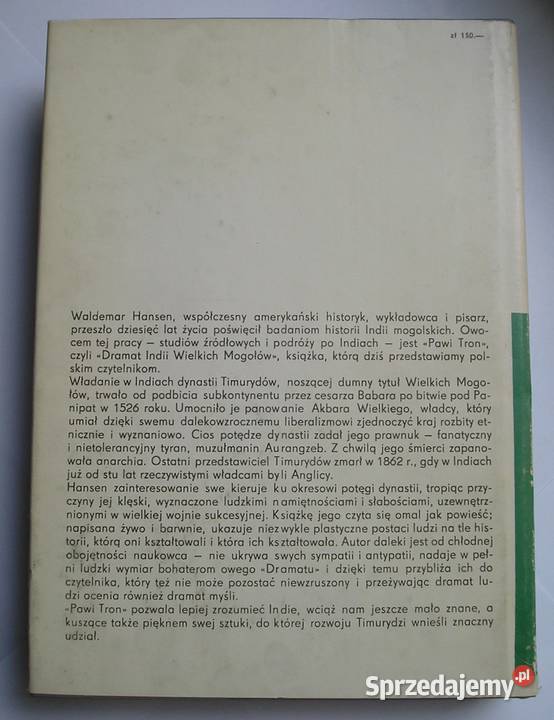 zł 150.—
Waldemar Hansen, współczesny amerykański historyk, wykładowca i pisarz,
przeszło dziesięć lat życia poświęcił badaniom historii Indii mogolskich. Owo-
cem tej pracy – studiów źródłowych i podróży po Indiach – jest «Pawi Tron»,
czyli «Dramat Indii Wielkich Mogołów», książka, którą dziś przedstawiamy pol-
skim czytelnikom.
Władanie w Indiach dynastii Timurydów, noszącej dumny tytuł Wielkich Mogo-
łów, trwało od podbicia subkontynentu przez cesarza Babara po bitwie pod Pa-
nipat w 1526 roku. Umocniło je panowanie Akbara Wielkiego, władcy, który
umiał dzięki swemu dalekowzrocznemu liberalizmowi zjednoczyć kraj rozbity et-
nicznie i wyznaniowo. Cios potędze dynastii zadał jego prawnuk – fanatyczny
i nietolerancyjny tyran, muzułmanin Aurangzeb. Z chwilą jego śmierci zapano-
wała anarchia. Ostatni przedstawiciel Timurydów zmarł w 1862 r., gdy w Indiach
już od stu lat rzeczywistymi władcami byli Anglicy.
Hansen zainteresowanie swe kieruje ku okresowi potęgi dynastii, tropiąc przy-
czyny jej klęski, wyznaczone ludzkimi namiętnościami i słabościami, uzewnętrz-
nionymi w wielkiej wojnie sukcesyjnej. Książkę jego czyta się omal jak powieść;
napisana żywo i barwnie, ukazuje niezwykle plastyczne postaci ludzi na tle his-
torii, którą oni kształtowali i która ich kształtowała. Autor daleki jest od chłodnej
obojętności naukowca – nie ukrywa swych sympatii i antypatii, nadaje w peł-
ni ludzki wymiar bohaterom owego «Dramatu» i dzięki temu przybliża ich do
czytelnika, który też nie może pozostać niewzruszony i przeżywając dramat lu-
dzi ocenia również dramat myśli.
«Pawi Tron» pozwala lepiej zrozumieć Indie, wciąż nam jeszcze mało znane, a
kuszące także pięknem swej sztuki, do której rozwoju Timurydzi wnieśli znaczny
udział.
Sprzedajemy.pl